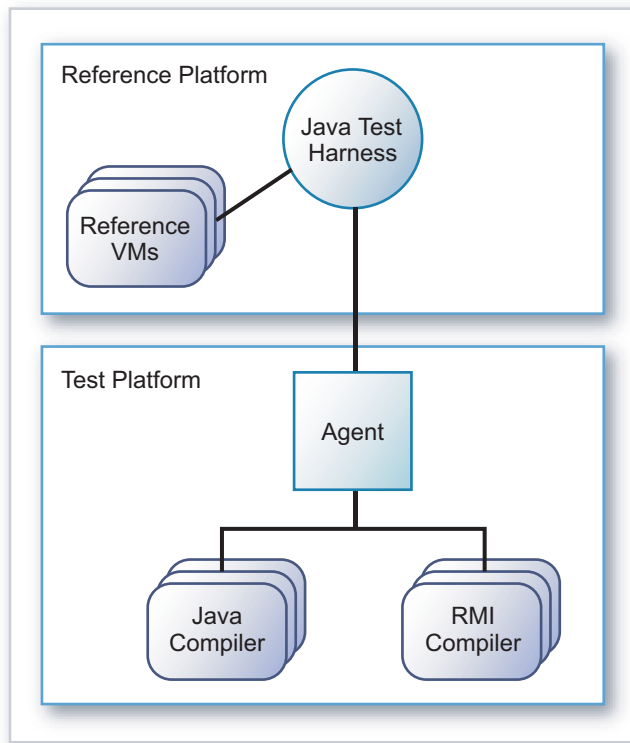 Reference Platform
Java Test
Harness
Reference
VMs
Test Platform
Agent
Java
Compiler
RMI
Compiler